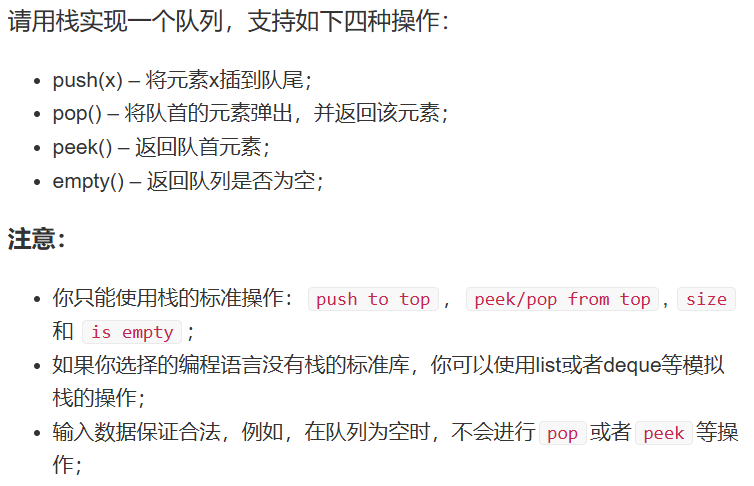 请用栈实现一个队列，支持如下四种操作：
• push(x) – 将元素x插到队尾；
• pop() – 将队首的元素弹出，并返回该元素；
• peek() – 返回队首元素；
• empty() – 返回队列是否为空；
注意：
• 你只能使用栈的标准操作： push to top ， peek/pop from top , size
和 is empty ；
• 如果你选择的编程语言没有栈的标准库，你可以使用list或者deque等模拟
栈的操作；
• 输入数据保证合法，例如，在队列为空时，不会进行 pop 或者 peek 等操
作；